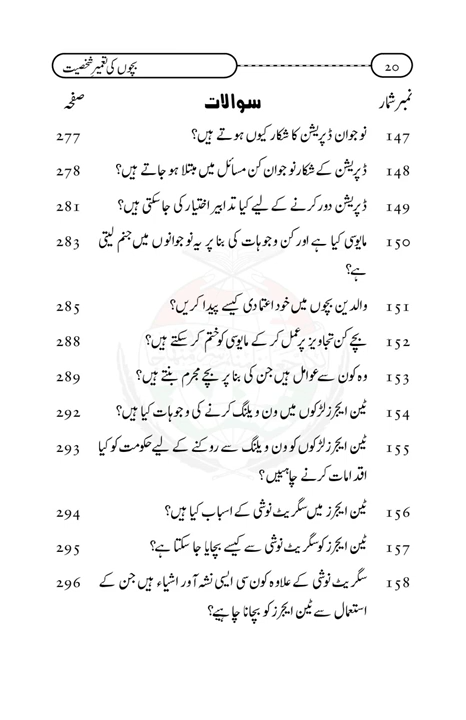 20 بچوں کی تعمیر شخصیت
نمبر شمار سوالات صفحہ
147 نوجوان ڈپریشن کا شکار کیوں ہوتے ہیں؟ 277
148 ڈپریشن کے شکار نوجوان کن مسائل میں مبتلا ہو جاتے ہیں؟ 278
149 ڈپریشن دور کرنے کے لیے کیا تدابیر اختیار کی جاسکتی ہیں؟ 281
150 مایوسی کیا ہے اور کن وجوہات کی بنا پر یہ نوجوانوں میں جنم لیتی 283
ہے؟
151 والدین بچوں میں خود اعتمادی کیسے پیدا کریں؟ 285
152 بچے کن تجاویز پر عمل کر کے مایوسی کو ختم کر سکتے ہیں؟ 288
153 وہ کون سے عوامل ہیں جن کی بنا پر بچے مجرم بنتے ہیں؟ 289
154 ٹین ایجرز لڑکوں میں ون ویلنگ کرنے کی وجوہات کیا ہیں؟ 292
155 ٹین ایجرز لڑکوں کو ون ویلنگ سے روکنے کے لیے حکومت کو کیا 293
اقدامات کرنے چاہییں؟
156 ٹین ایجرز میں سگریٹ نوشی کے اسباب کیا ہیں؟ 294
157 ٹین ایجرز کو سگریٹ نوشی سے کیسے بچایا جا سکتا ہے؟ 295
158 سگریٹ نوشی کے علاوہ کون سی ایسی نشہ آور اشیاء ہیں جن کے 296
استعمال سے ٹین ایجرز کو بچانا چاہیے؟